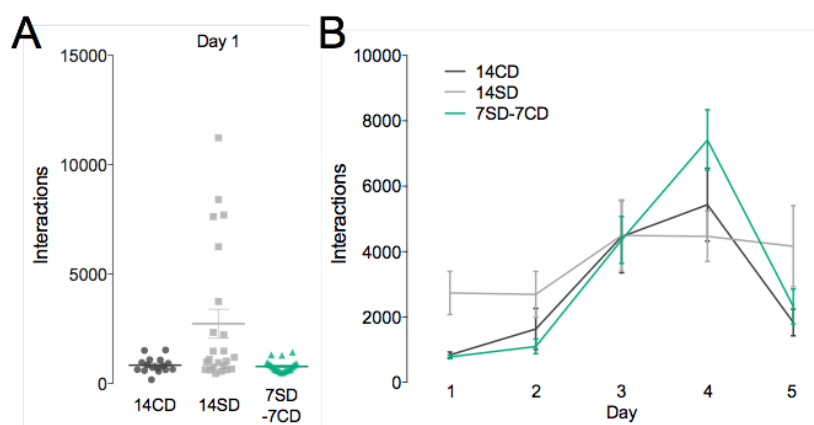 A
Day 1
15000
10000
5000
0
Interactions
14CD
14SD
7SD
-7CD
B
10000
8000
6000
4000
2000
0
Interactions
14CD
14SD
7SD-7CD
1 2 3 4 5
Day